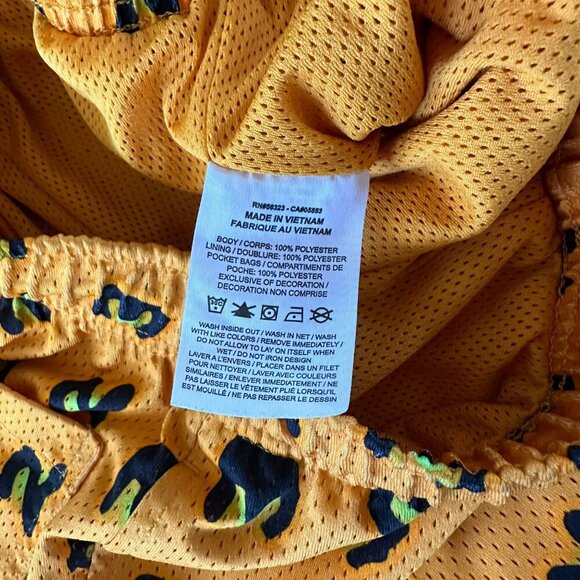 RN#56323 - CA#05553
MADE IN VIETNAM
FABRIQUE AU VIETNAM
BODY / CORPS: 100% POLYESTER
LINING / DOUBLURE: 100% POLYESTER
POCKET BAGS / COMPARTIMENTS DE
POCHE: 100% POLYESTER
EXCLUSIVE OF DECORATION /
DECORATION NON COMPRISE
WASH INSIDE OUT / WASH IN NET / WASH
WITH LIKE COLORS / REMOVE IMMEDIATELY /
DO NOT ALLOW TO LAY ON ITSELF WHEN
WET / DO NOT IRON DESIGN
LAVER A L'ENVERS / PLACER DANS UN FILET
POUR NETTOYER / LAVER AVEC COULEURS
SIMILAIRES / ENLEVER IMMEDIATEMENT / NE
PAS LAISSER LE VÊTEMENT PLIÉ LORSQU'IL
EST MOUILLÉ / NE PAS REPASSER LE DESSIN